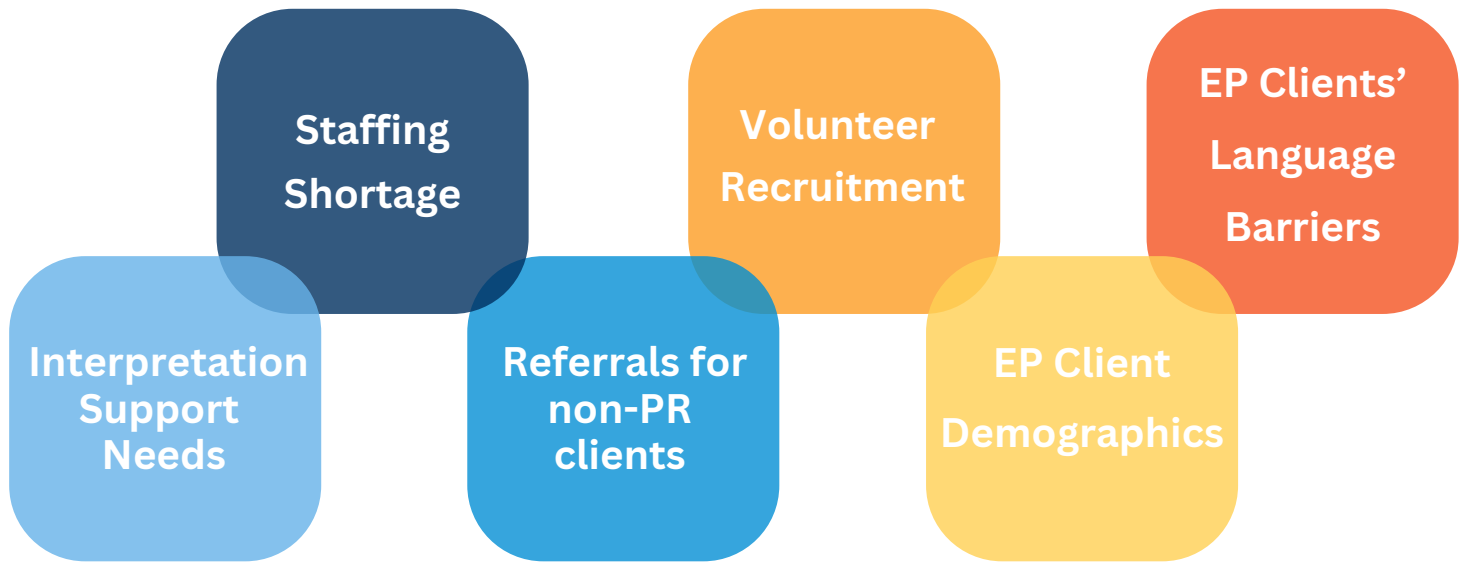 Staffing
Shortage
Volunteer
Recruitment
EP Clients’
Language
Barriers
Interpretation
Support
Needs
Referrals for
non-PR
clients
EP Client
Demographics